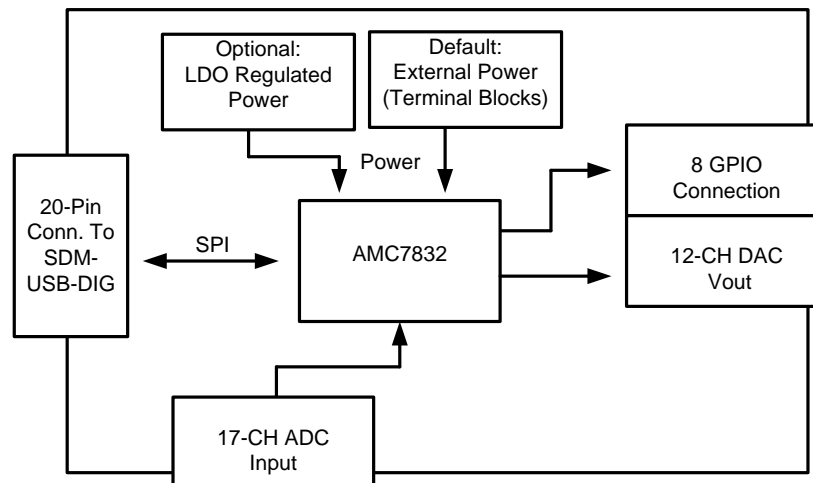 Optional:
LDO Regulated
Power
Default:
External Power
(Terminal Blocks)
Power
20-Pin
Conn. To
SDM-
USB-DIG
SPI
AMC7832
8 GPIO
Connection
12-CH DAC
Vout
17-CH ADC
Input